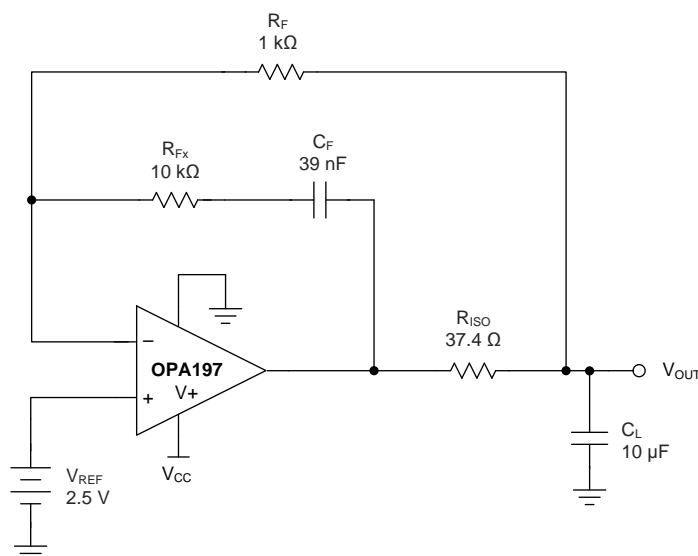 RF
1 kΩ
RFx
10 kΩ
CF
39 nF
−
OPA197
V+
+
RISO
37.4 Ω
VOUT
CL
10 µF
VCC
VREF
2.5 V